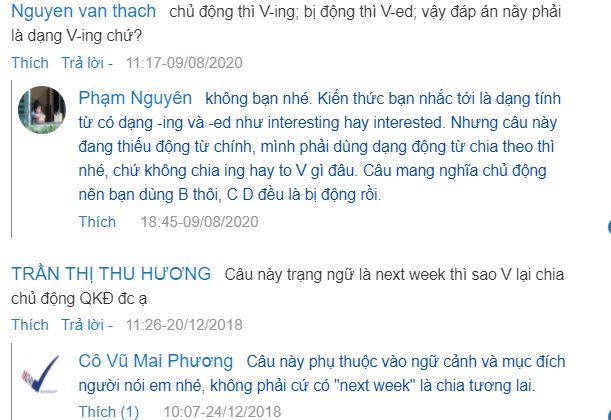 Nguyen van thach chủ động thì V-ing; bị động thì V-ed; vậy đáp án này phải
là dạng V-ing chứ?
Thích Trả lời - 11:17-09/08/2020
Phạm Nguyên không bạn nhé. Kiến thức bạn nhắc tới là dạng tính
từ có dạng -ing và -ed như interesting hay interested. Nhưng câu này
đang thiếu động từ chính, mình phải dùng dạng động từ chia theo thì
nhé, chứ không chia ing hay to V gì đâu. Câu mang nghĩa chủ động
nên bạn dùng B thôi, C D đều là bị động rồi.
Thích 18:45-09/08/2020
TRẦN THỊ THU HƯƠNG Câu này trạng ngữ là next week thì sao V lại chia
chủ động QKĐ đc ạ
Thích Trả lời - 11:26-20/12/2018
Cô Vũ Mai Phương Câu này phụ thuộc vào ngữ cảnh và mục đích
người nói em nhé, không phải cứ có "next week" là chia tương lai.
Thích (1) 10:07-24/12/2018